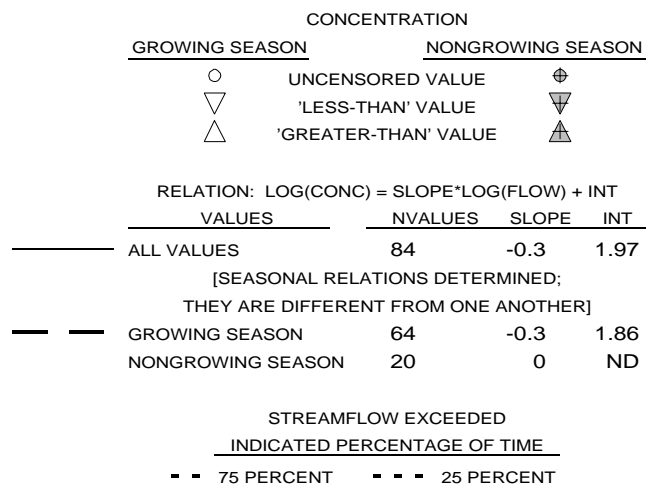 CONCENTRATION
GROWING SEASON NONGROWING SEASON
UNCENSORED VALUE
'LESS-THAN' VALUE
'GREATER-THAN' VALUE
RELATION: LOG(CONC) = SLOPE*LOG(FLOW) + INT
VALUES NVALUES SLOPE INT
ALL VALUES 84 -0.3 1.97
[SEASONAL RELATIONS DETERMINED;
THEY ARE DIFFERENT FROM ONE ANOTHER]
GROWING SEASON 64 -0.3 1.86
NONGROWING SEASON 20 0 ND
STREAMFLOW EXCEEDED
INDICATED PERCENTAGE OF TIME
75 PERCENT 25 PERCENT